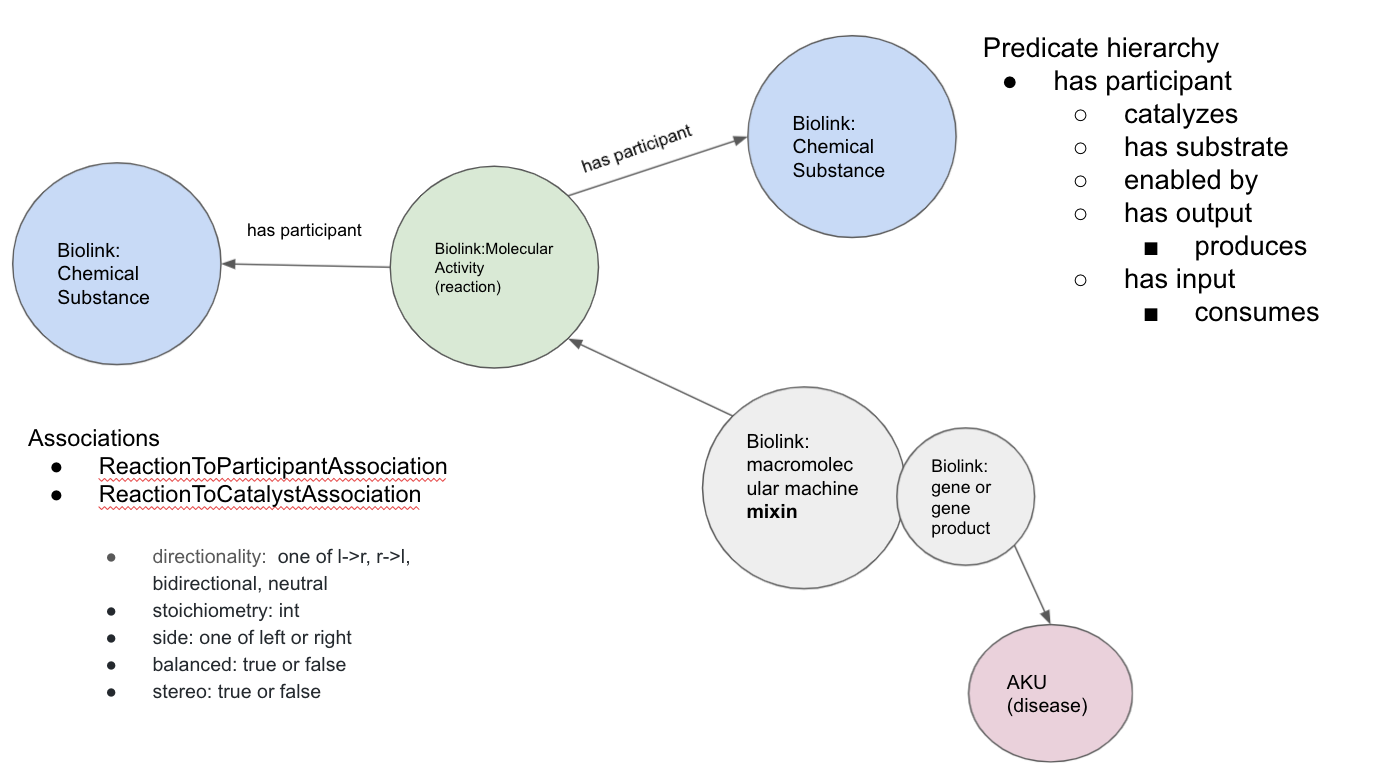 Predicate hierarchy
● has participant
○ catalyzes
○ has substrate
○ enabled by
○ has output
■ produces
○ has input
■ consumes
Biolink:
Chemical
Substance
has participant
Biolink:Molecular
Activity
(reaction)
has participant
Biolink:
Chemical
Substance
Associations
● ReactionToParticipantAssociation
● ReactionToCatalystAssociation
● directionality: one of l->r, r->l,
bidirectional, neutral
● stoichiometry: int
● side: one of left or right
● balanced: true or false
● stereo: true or false
Biolink:
macromolec
ular machine
mixin
Biolink:
gene or
gene
product
AKU
(disease)